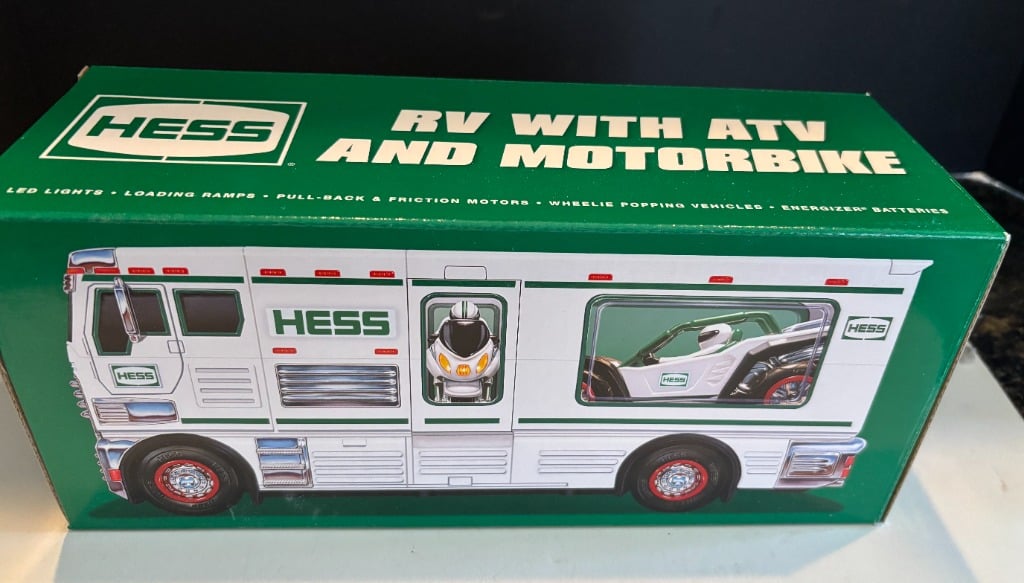 HESS
RV WITH ATV
AND MOTORBIKE
LED LIGHTS • LOADING RAMPS • PULL-BACK & FRICTION MOTORS • WHEELIE POPPING VEHICLES • ENERGIZER® BATTERIES
HESS
HESS
HESS
HESS